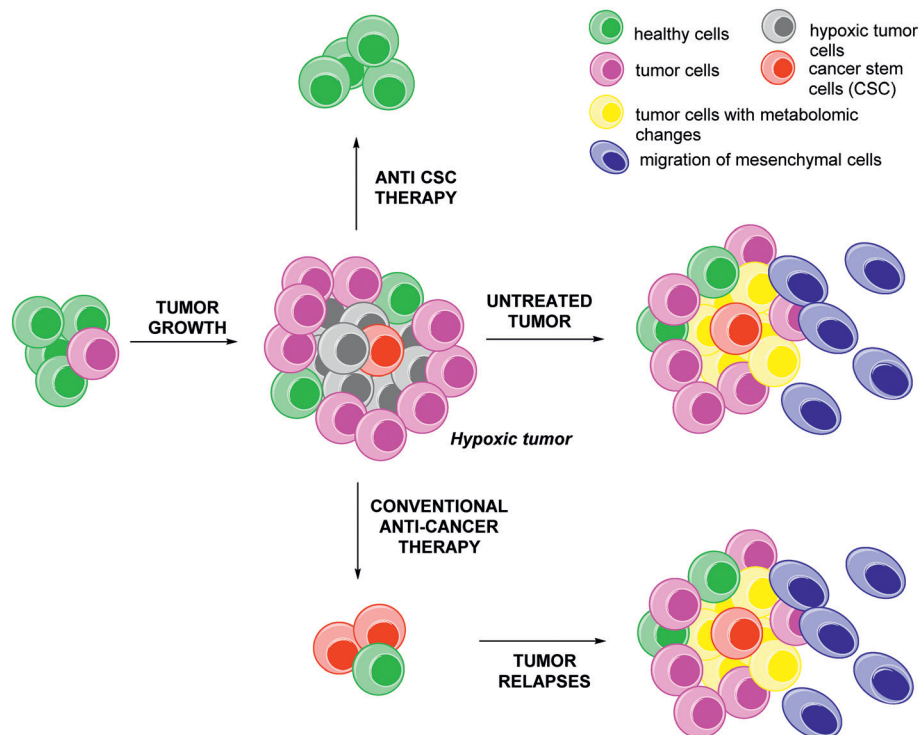 healthy cells
hypoxic tumor
cells
tumor cells
cancer stem
cells (CSC)
tumor cells with metabolomic
changes
migration of mesenchymal cells
ANTI CSC
THERAPY
TUMOR
GROWTH
UNTREATED
TUMOR
Hypoxic tumor
CONVENTIONAL
ANTI-CANCER
THERAPY
TUMOR
RELAPSES